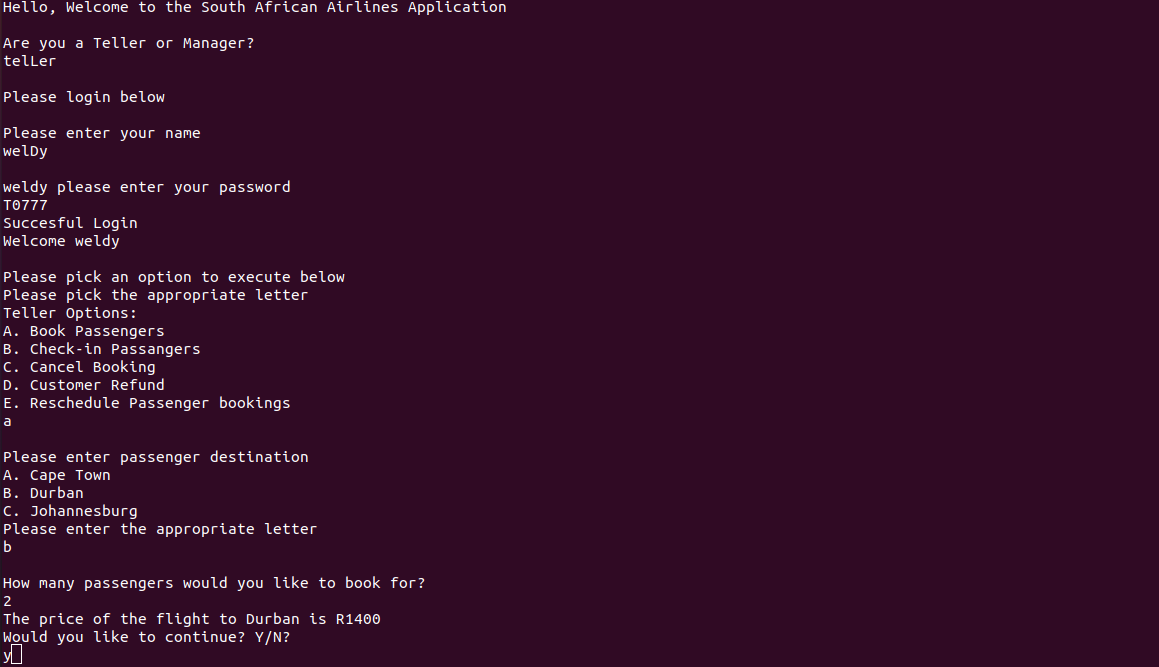 Hello, Welcome to the South African Airlines Application
Are you a Teller or Manager?
telLer
Please login below
Please enter your name
welDy
weldy please enter your password
T0777
Succesful Login
Welcome weldy
Please pick an option to execute below
Please pick the appropriate letter
Teller Options:
A. Book Passengers
B. Check-in Passangers
C. Cancel Booking
D. Customer Refund
E. Reschedule Passenger bookings
a
Please enter passenger destination
A. Cape Town
B. Durban
C. Johannesburg
Please enter the appropriate letter
b
How many passengers would you like to book for?
2
The price of the flight to Durban is R1400
Would you like to continue? Y/N?
y